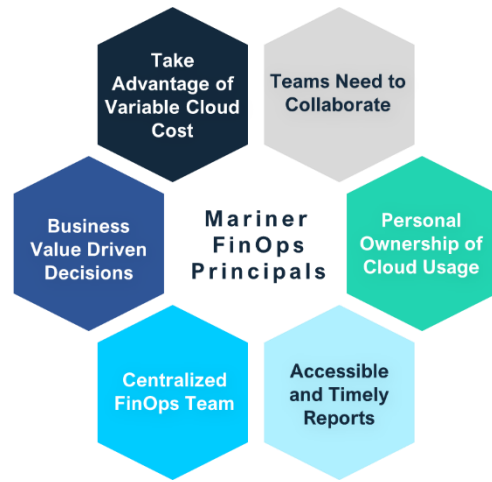 Take
Advantage of
Variable Cloud
Cost
Teams Need to
Collaborate
Business
Value Driven
Decisions
Mariner
FinOps
Principals
Personal
Ownership of
Cloud Usage
Centralized
FinOps Team
Accessible
and Timely
Reports